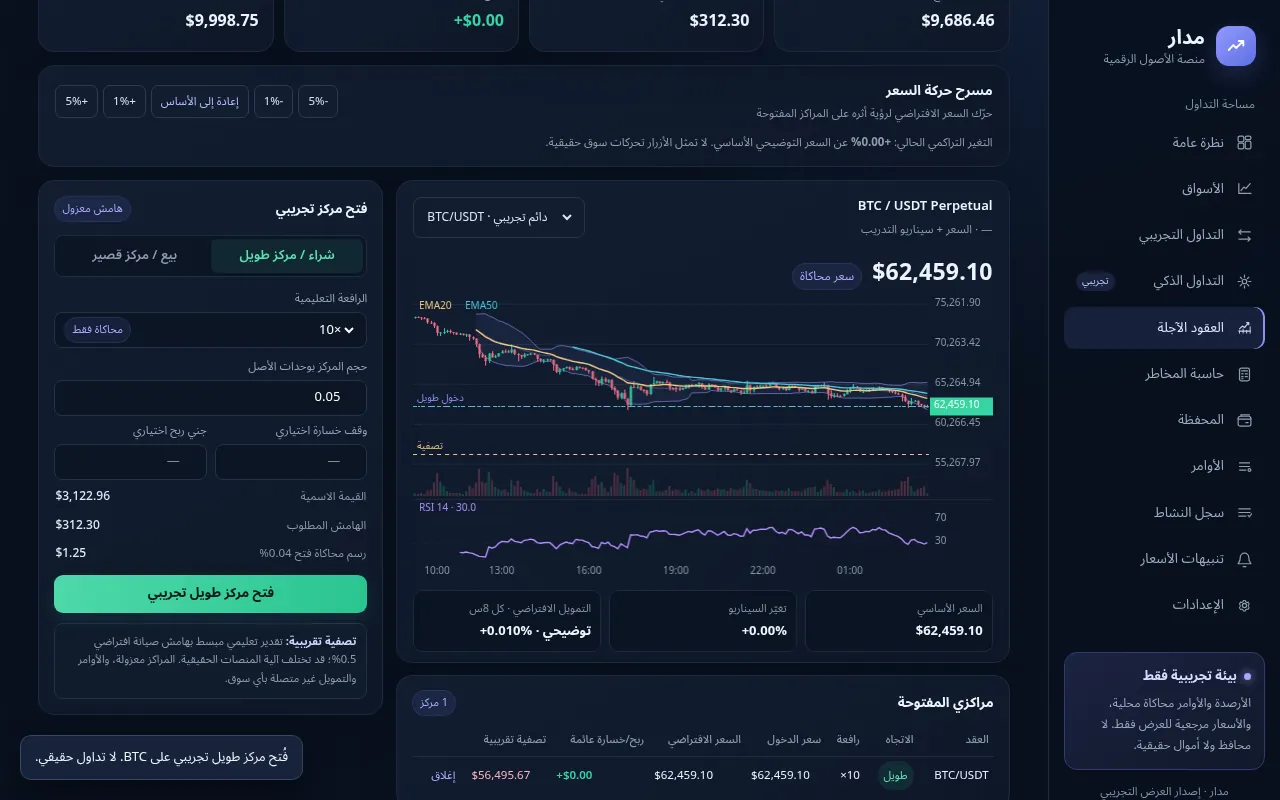 مدار
منصة الأصول الرقمية
مساحة التداول
نظرة عامة
الأسواق
التداول التجريبي
التداول الذكي
تجريبي
العقود الآجلة
حاسبة المخاطر
المحفظة
الأوامر
سجل النشاط
تنبيهات الأسعار
الإعدادات
بيئة تجريبية فقط
الأرصدة والأوامر محاكاة محلية،
والأسعار مرجعية للعرض فقط. لا
محافظ ولا أموال حقيقية.
مدار · إصدار العرض التجريبي
$9,686.46
$312.30
+$0.00
$9,998.75
مسرح حركة السعر
حرّك السعر الافتراضي لرؤية أثره على المراكز المفتوحة
التغير التراكمي الحالي: +0.00% عن السعر التوضيحي الأساسي. لا تمثل الأزرار تحركات سوق حقيقية.
-5%
-1%
إعادة إلى الأساس
+1%
+5%
BTC / USDT Perpetual
— · السعر + سيناريو التدريب
BTC/USDT · دائم تجريبي
$62,459.10
سعر محاكاة
EMA20 EMA50
75,261.90
70,263.42
65,264.94
62,459.10
60,266.45
55,267.97
دخول طويل
تصفية
RSI 14 · 30.0
70
30
10:00 13:00 16:00 19:00 22:00 01:00
السعر الأساسي
$62,459.10
تغيّر السيناريو
+0.00%
التمويل الافتراضي · كل 8س
+0.010% · توضيحي
فتح مركز تجريبي
هامش معزول
شراء / مركز طويل
بيع / مركز قصير
الرافعة التعليمية
10×
محاكاة فقط
حجم المركز بوحدات الأصل
0.05
وقف خسارة اختياري
—
جني ربح اختياري
—
القيمة الاسمية
$3,122.96
الهامش المطلوب
$312.30
رسم محاكاة فتح 0.04%
$1.25
فتح مركز طويل تجريبي
تصفية تقريبية: تقدير تعليمي مبسط بهامش صيانة افتراضي
0.5%؛ قد تختلف آلية المنصات الحقيقية. المراكز معزولة، والأوامر
والتمويل غير متصلة بأي سوق.
مراكزي المفتوحة
1 مركز
العقد الاتجاه رافعة سعر الدخول السعر الافتراضي ربح/خسارة عائمة تصفية تقريبية
BTC/USDT طويل 10× $62,459.10 $62,459.10 +$0.00 $56,495.67 إغلاق
فُتح مركز طويل تجريبي على BTC. لا تداول حقيقي.